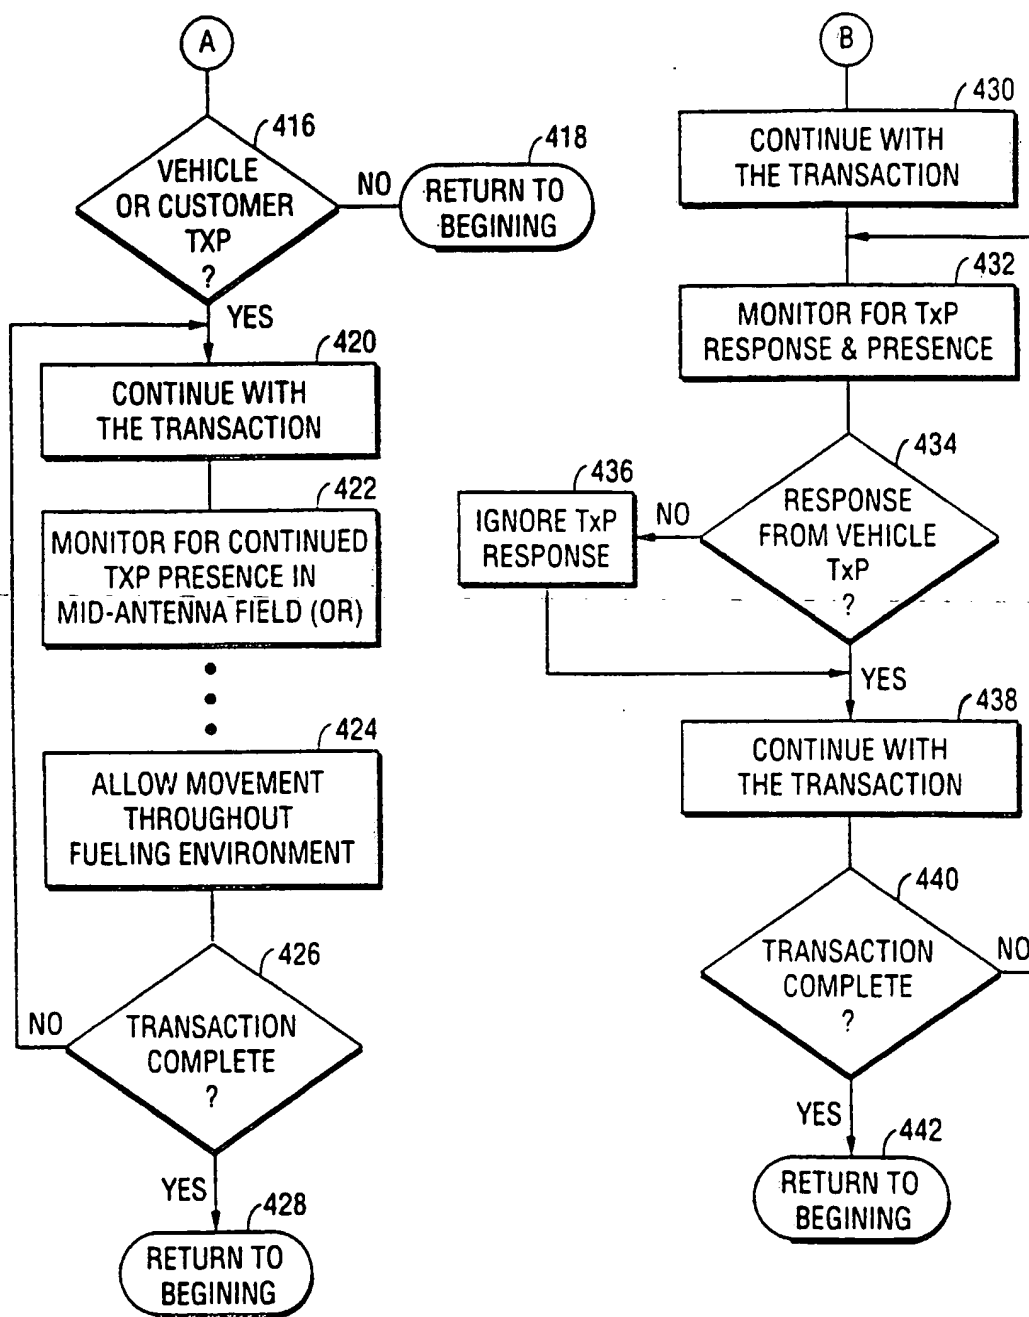 A
416
VEHICLE
OR CUSTOMER
TXP
?
NO
418
RETURN TO
BEGINING
YES
420
CONTINUE WITH
THE TRANSACTION
422
MONITOR FOR CONTINUED
TXP PRESENCE IN
MID-ANTENNA FIELD (OR)
424
ALLOW MOVEMENT
THROUGHOUT
FUELING ENVIRONMENT
426
TRANSACTION
COMPLETE
?
NO
YES
428
RETURN TO
BEGINING
B
430
CONTINUE WITH
THE TRANSACTION
432
MONITOR FOR TxP
RESPONSE & PRESENCE
434
RESPONSE
FROM VEHICLE
TxP
?
NO
436
IGNORE TxP
RESPONSE
YES
438
CONTINUE WITH
THE TRANSACTION
440
TRANSACTION
COMPLETE
?
NO
YES
442
RETURN TO
BEGINING